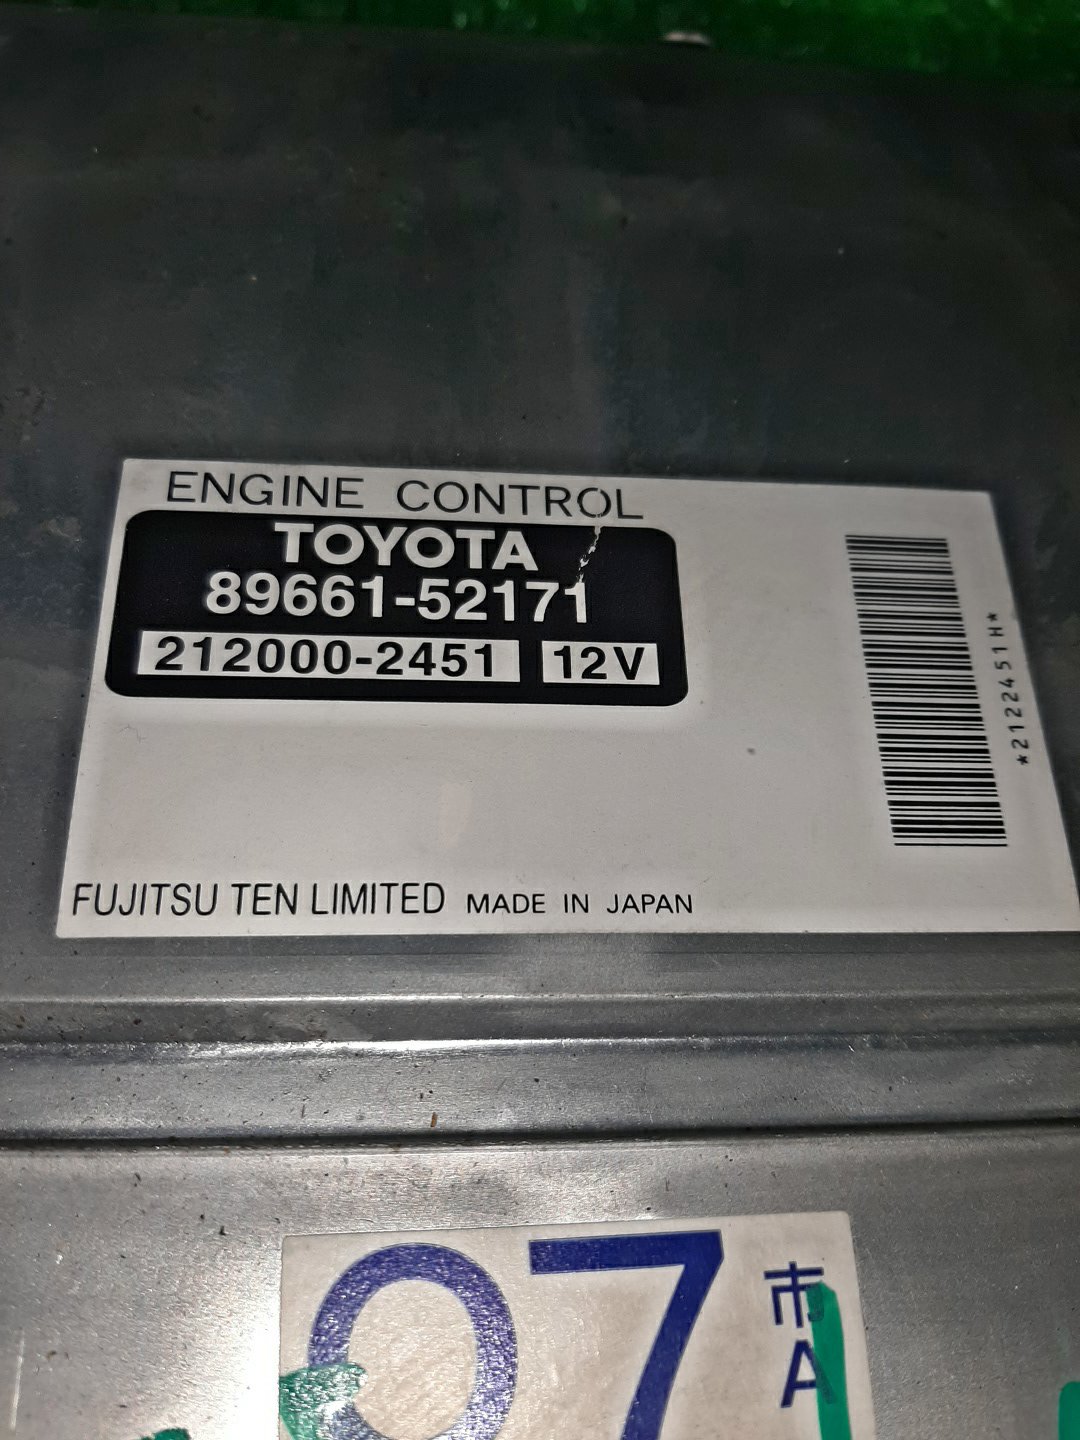 ENGINE CONTROL
TOYOTA
89661-52171
212000-2451 12V
*2122451H*
FUJITSU TEN LIMITED MADE IN JAPAN
97 市
A